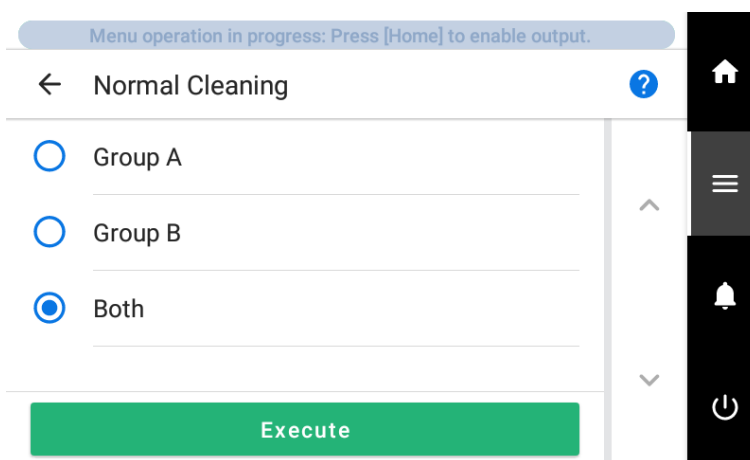 Menu operation in progress: Press [Home] to enable output.
Normal Cleaning
?
Group A
Group B
Both
Execute